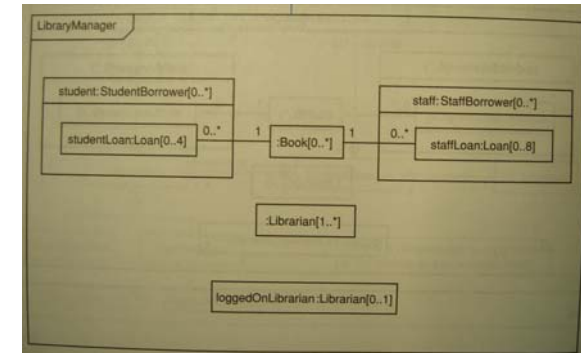 LibraryManager
student:StudentBorrower[0..*]
staff:StaffBorrower[0..*]
studentLoan:Loan[0..4]
0..*
1
:Book[0..*]
1
0..*
staffLoan:Loan[0..8]
:Librarian[1..*]
loggedOnLibrarian:Librarian[0..1]